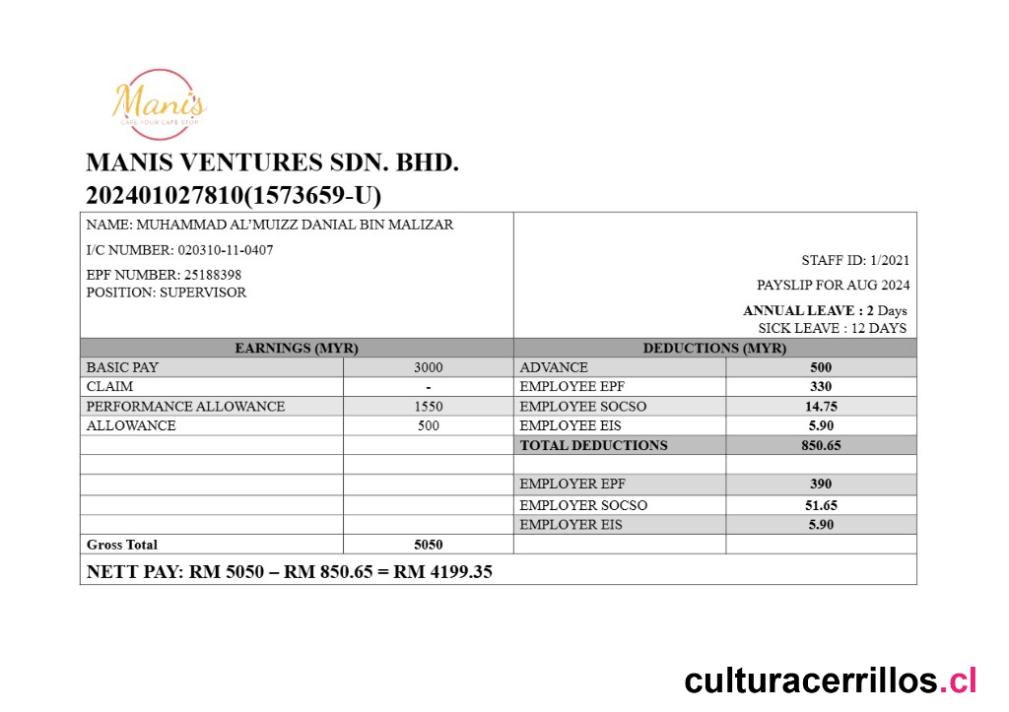 Manis
CAFE YOUR CAFE STOP
MANIS VENTURES SDN. BHD.
202401027810(1573659-U)
NAME: MUHAMMAD AL’MUIZZ DANIAL BIN MALIZAR
I/C NUMBER: 020310-11-0407
EPF NUMBER: 25188398
POSITION: SUPERVISOR
STAFF ID: 1/2021
PAYSLIP FOR AUG 2024
ANNUAL LEAVE : 2 Days
SICK LEAVE : 12 DAYS
EARNINGS (MYR) DEDUCTIONS (MYR)
BASIC PAY 3000 ADVANCE 500
CLAIM - EMPLOYEE EPF 330
PERFORMANCE ALLOWANCE 1550 EMPLOYEE SOCSO 14.75
ALLOWANCE 500 EMPLOYEE EIS 5.90
TOTAL DEDUCTIONS 850.65
EMPLOYER EPF 390
EMPLOYER SOCSO 51.65
EMPLOYER EIS 5.90
Gross Total 5050
NETT PAY: RM 5050 – RM 850.65 = RM 4199.35
culturacerrillos.cl